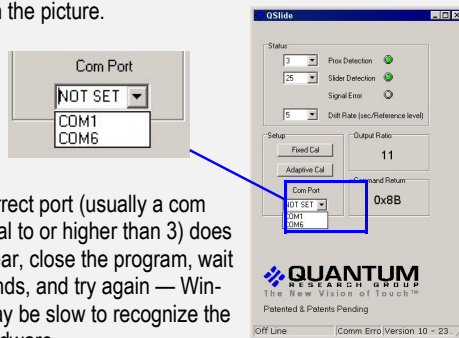 n the picture.
Com Port
NOT SET
COM1
COM6
rrect port (usually a com
al to or higher than 3) does
ear, close the program, wait
nds, and try again — Win-
ay be slow to recognize the
rdware.
QSlide
Status
3 Prox Detection
25 Slider Detection
Signal Error
5 Drift Rate (sec/Reference level)
Setup
Fixed Cal
Adaptive Cal
Com Port
NOT SET
COM1
COM6
Output Ratio
11
Command Return
0x8B
QUANTUM
RESEARCH GROUP
The New Vision of Touch™
Patented & Patents Pending
Off Line Comm Erro Version 10 - 23.